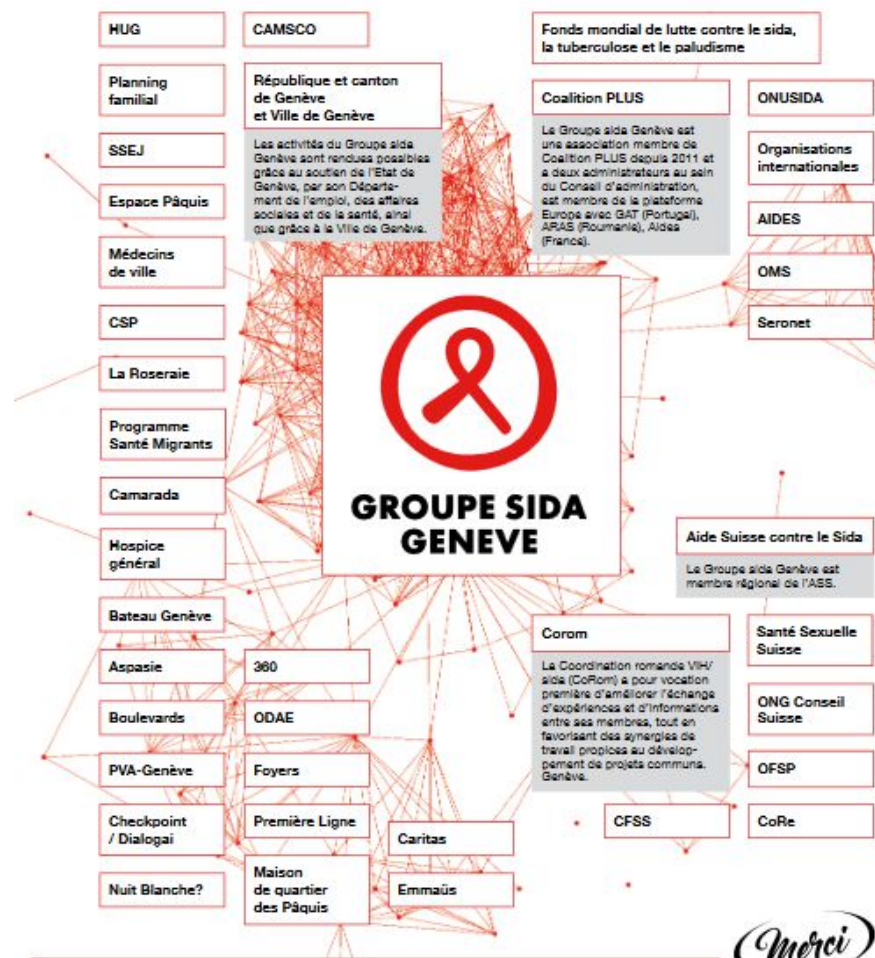 HUG
CAMSCO
Fonds mondial de lutte contre le sida,
la tuberculose et le paludisme
Planning
familial
République et canton
de Genève
et Ville de Genève
Les activités du Groupe sida
Genève sont rendues possibles
grâce au soutien de l'Etat de
Genève, par son Départe-
ment de l'emploi, des affaires
sociales et de la santé, ainsi
que grâce à la Ville de Genève.
Coalition PLUS
Le Groupe sida Genève est
une association membre de
Coalition PLUS depuis 2011 et
a deux administrateurs au sein
du Conseil d'administration,
est membre de la plateforme
Europe avec GAT (Portugal),
ARAS (Roumanie), Aides
(France).
ONUSIDA
SSEJ
Organisations
internationales
Espace Pâquis
AIDES
Médecins
de ville
OMS
CSP
Seronet
La Roseraie
Programme
Santé Migrants
Camarada
GROUPE SIDA
GENEVE
Hospice
général
Aide Suisse contre le Sida
Le Groupe sida Genève est
membre régional de l'ASS.
Bateau Genève
Corom
La Coordination romande VIH/
sida (CoRom) a pour vocation
première d'améliorer l'échange
d'expériences et d'informations
entre ses membres, tout en
favorisant des synergies de
travail propices au dévelop-
pement de projets communs.
Genève.
Santé Sexuelle
Suisse
Aspasie
360
Boulevards
ODAE
ONG Conseil
Suisse
PVA-Genève
Foyers
OFSP
Checkpoint
/ Dialogai
Première Ligne
Caritas
CFSS
CoRe
Nuit Blanche?
Maison
de quartier
des Pâquis
Emmaüs
Merci